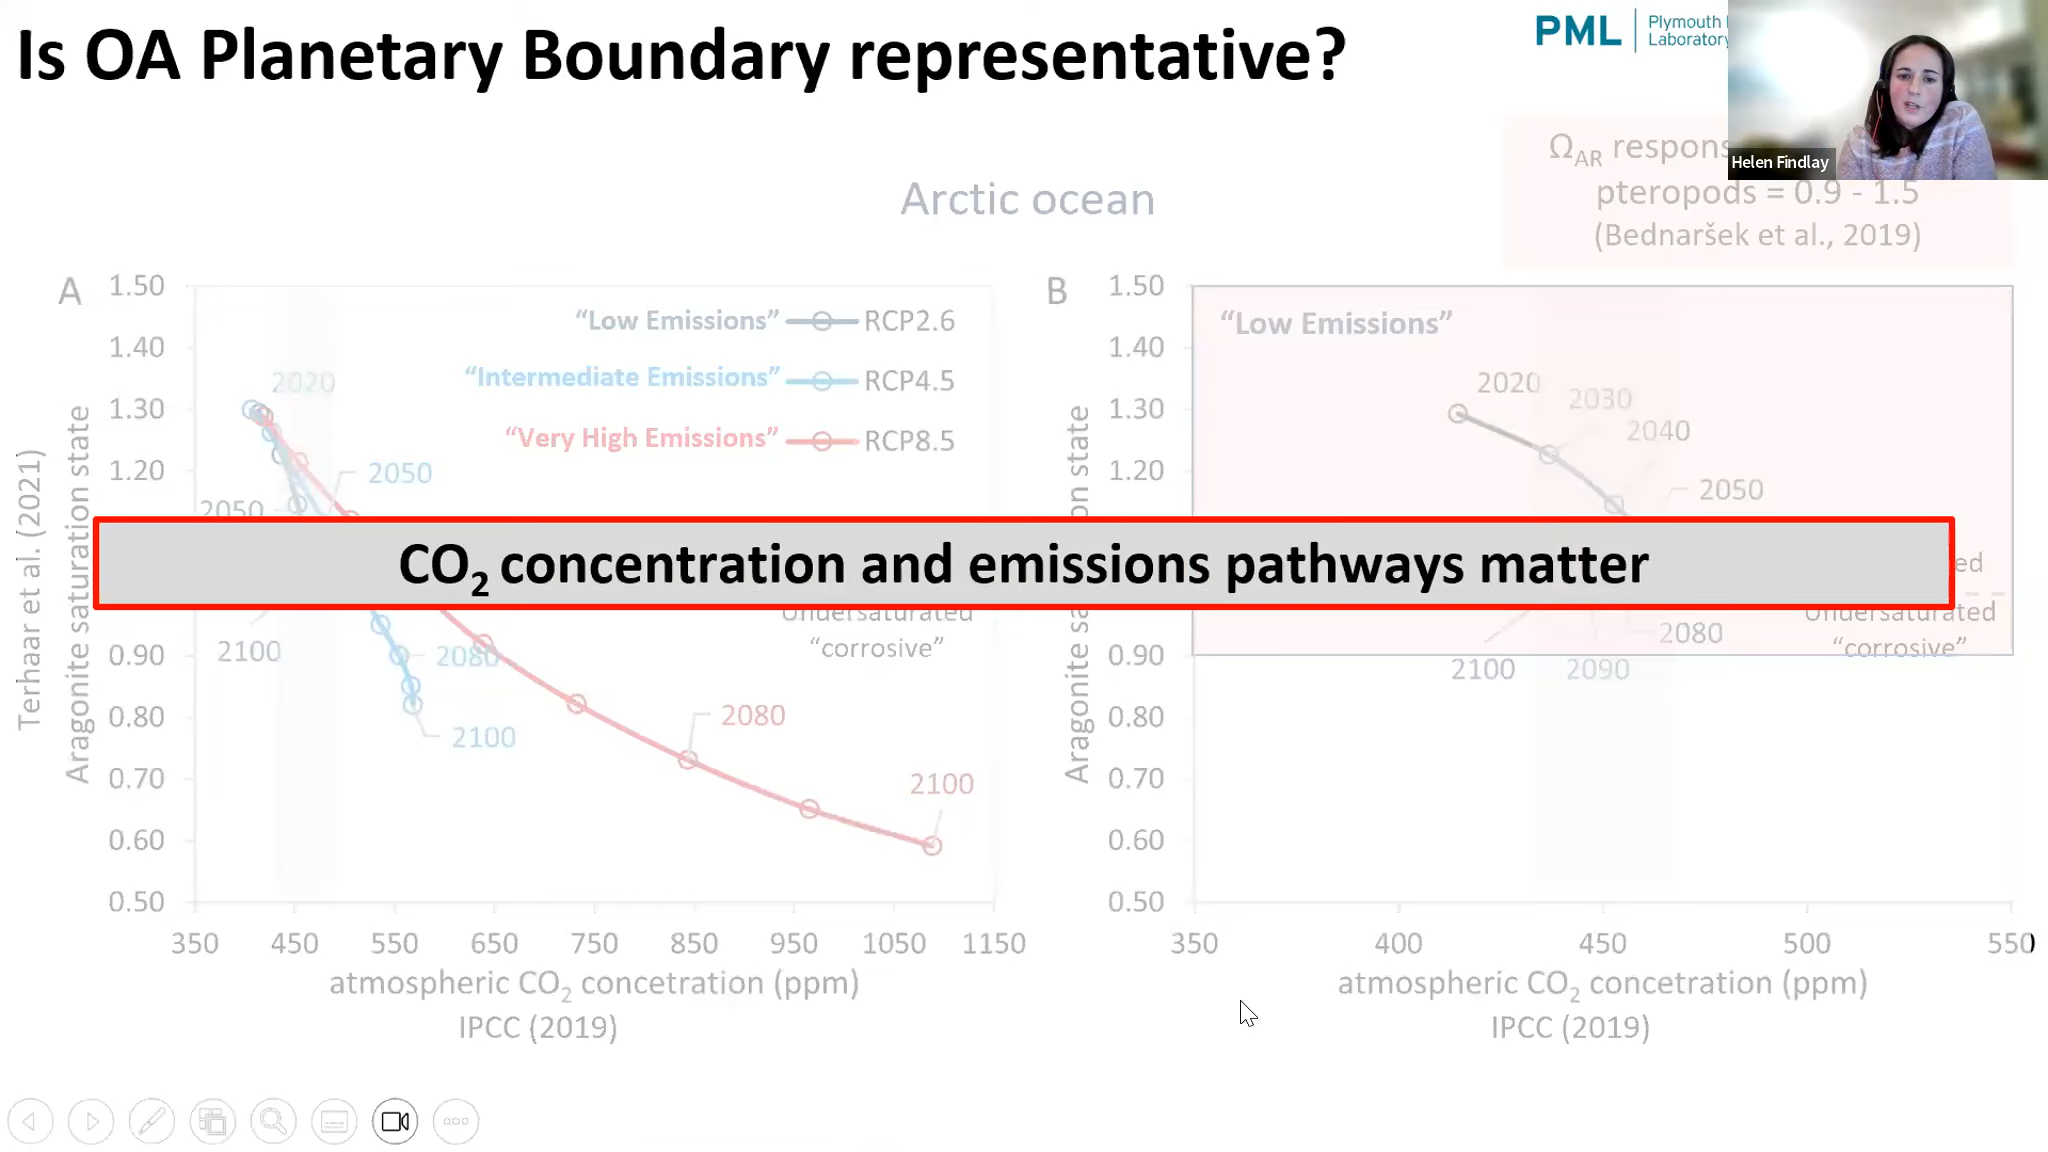 Is OA Planetary Boundary representative?
PML
Plymouth
Laboratory
Helen Findlay
Ω_AR
pteropods = 0.9 - 1.5
(Bednaršek et al., 2019)
Arctic ocean
A
Terhaar et al. (2021)
Aragonite saturation state
1.50
1.40
1.30
1.20
0.90
0.80
0.70
0.60
0.50
"Low Emissions"
RCP2.6
"Intermediate Emissions"
RCP4.5
"Very High Emissions"
RCP8.5
2020
2050
2050
2100
2080
2100
2080
2100
Undersaturated
"corrosive"
350 450 550 650 750 850 950 1050 1150
atmospheric CO₂ concetration (ppm)
IPCC (2019)
CO₂ concentration and emissions pathways matter
B
Aragonite
state
1.50
1.40
1.30
1.20
0.90
0.80
0.70
0.60
0.50
"Low Emissions"
2020
2030
2040
2050
2080
2090
2100
Undersaturated
"corrosive"
350 400 450 500 550
atmospheric CO₂ concetration (ppm)
IPCC (2019)